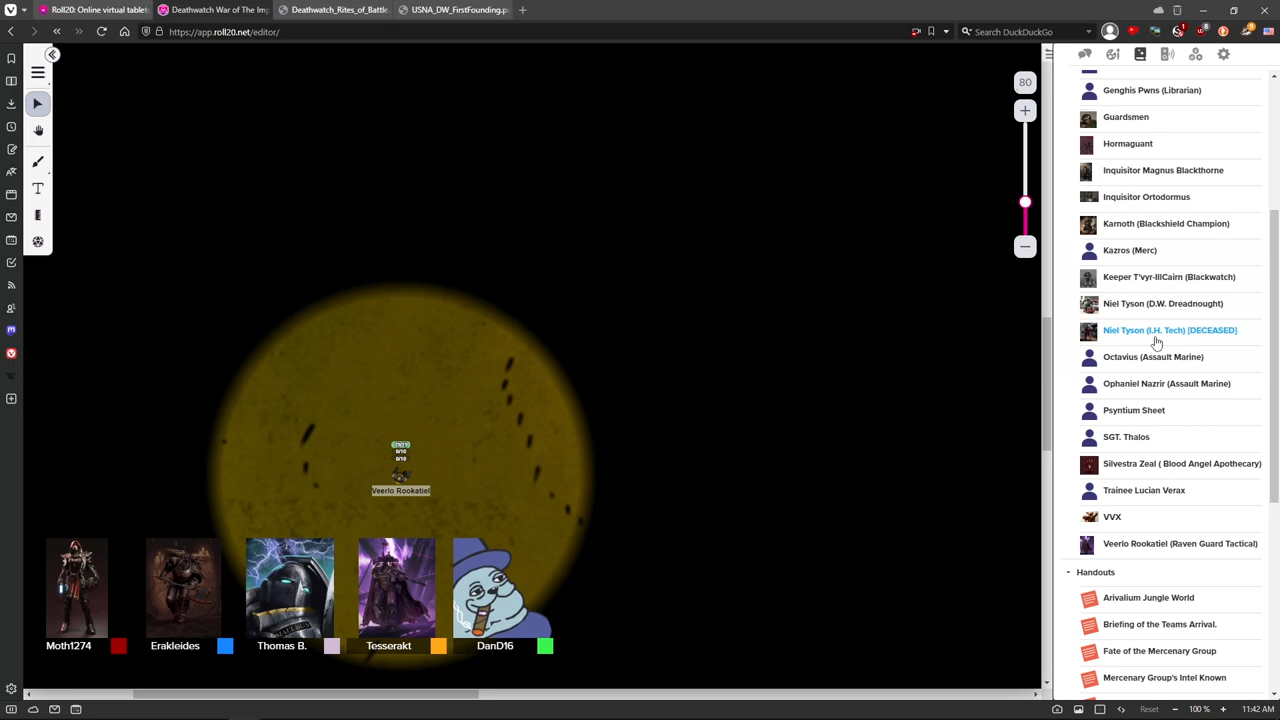 Roll20: Online virtual tablet
Deathwatch War of The Imp
Deathwatch_Rites_of_Battle
USNA_DW_FirstFounding.p
https://app.roll20.net/editor/
Search DuckDuckGo
80
Genghis Pwns (Librarian)
Guardsmen
Hormaguant
Inquisitor Magnus Blackthorne
Inquisitor Ortodormus
Karnoth (Blackshield Champion)
Kazros (Merc)
Keeper T'vyr-IllCairn (Blackwatch)
Niel Tyson (D.W. Dreadnought)
Niel Tyson (I.H. Tech) [DECEASED]
Octavius (Assault Marine)
Ophaniel Nazrir (Assault Marine)
Psyntium Sheet
SGT. Thalos
Silvestra Zeal ( Blood Angel Apothecary)
Trainee Lucian Verax
VVX
Veerlo Rookatiel (Raven Guard Tactical)
Handouts
Arivalium Jungle World
Briefing of the Teams Arrival.
Fate of the Mercenary Group
Mercenary Group's Intel Known
Veerlo Rookatiel
Moth1274
Erakleides
Thomas B.
Tesserakt
DanD16
Reset
100 %
11:42 AM